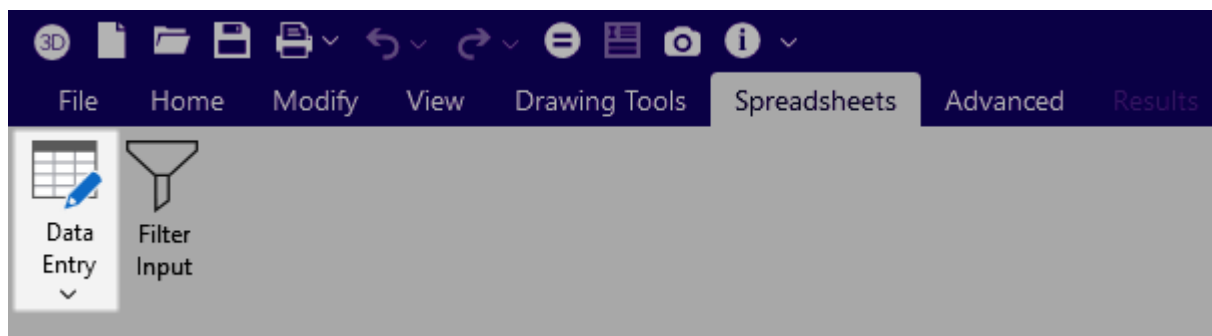 3D
File Home Modify View Drawing Tools Spreadsheets Advanced Results
Data Filter
Entry Input